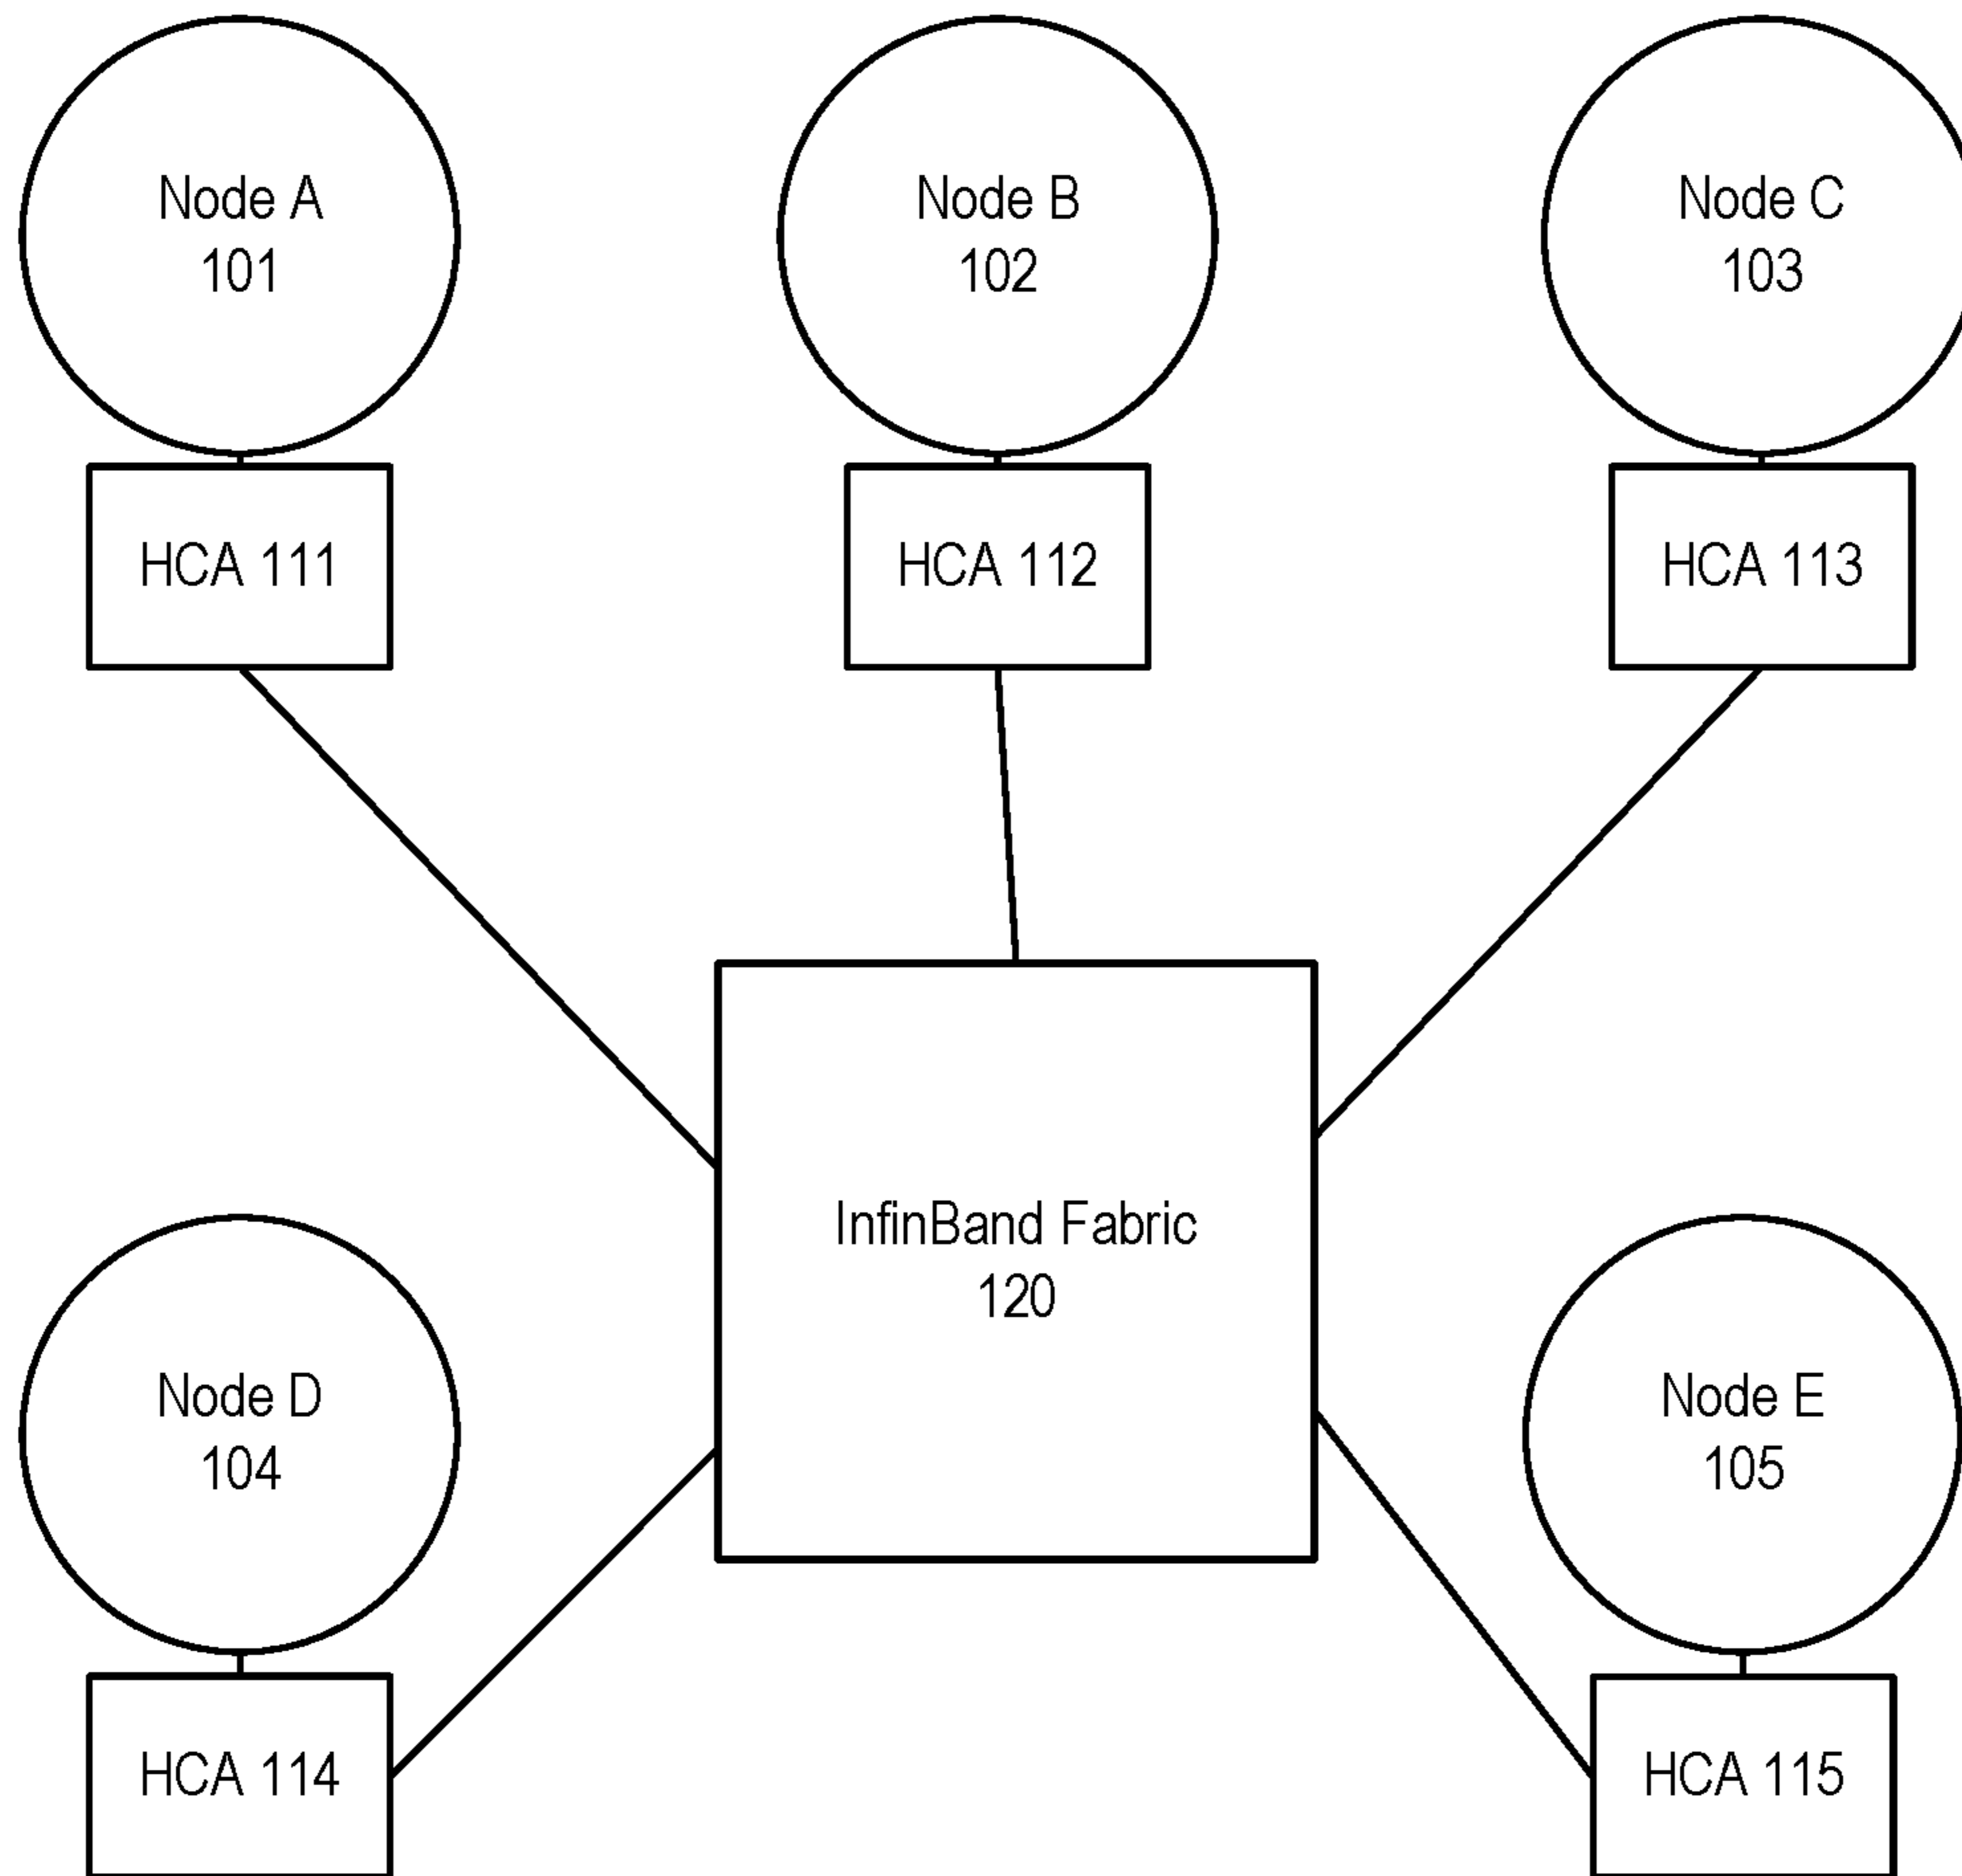 Node A
101
Node B
102
Node C
103
HCA 111
HCA 112
HCA 113
InfinBand Fabric
120
Node D
104
Node E
105
HCA 114
HCA 115